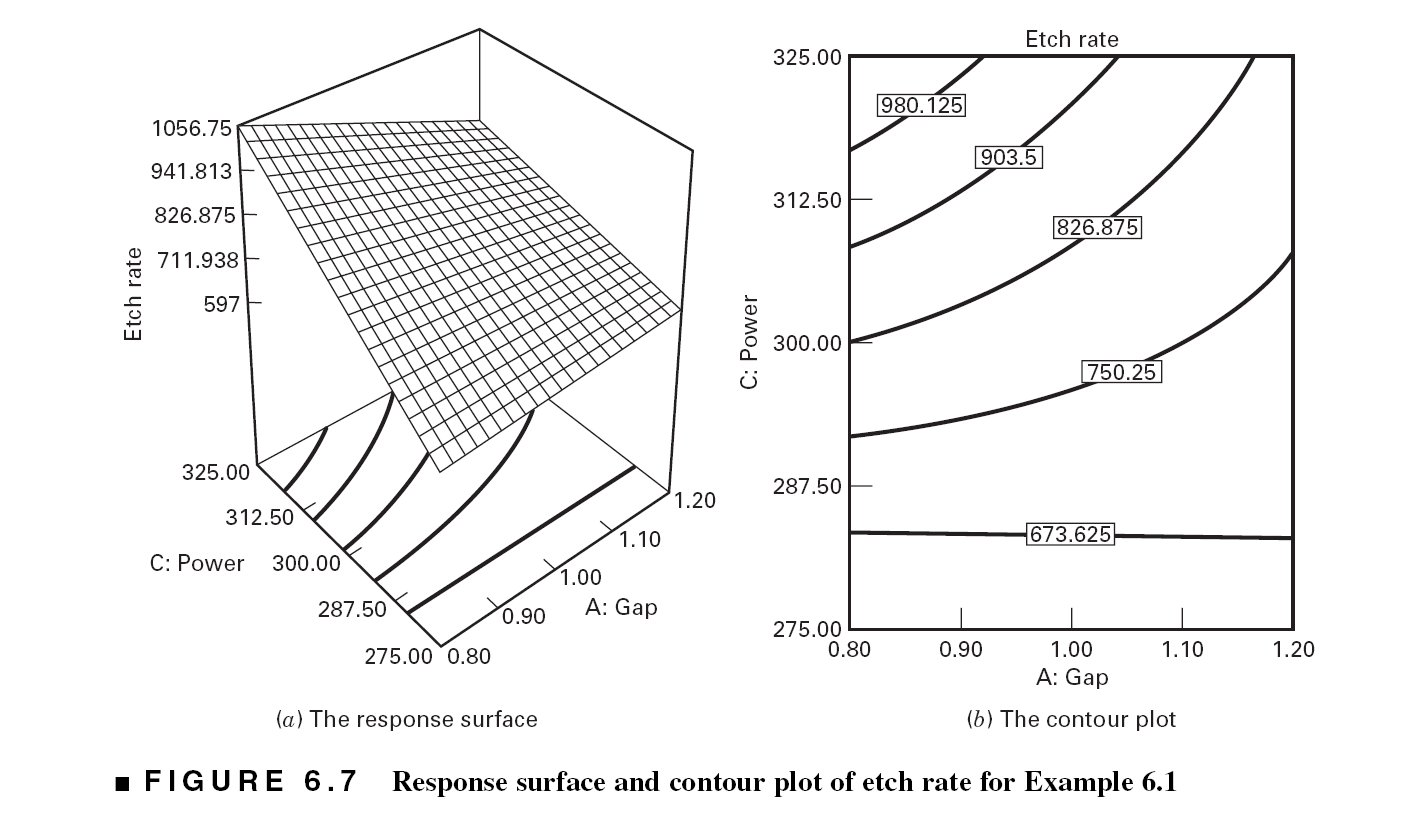 Etch rate
1056.75
941.813
826.875
711.938
597
325.00
312.50
C: Power
300.00
287.50
275.00
0.80
0.90
1.00
1.10
1.20
A: Gap
(a) The response surface
Etch rate
C: Power
325.00
312.50
300.00
287.50
275.00
980.125
903.5
826.875
750.25
673.625
0.80 0.90 1.00 1.10 1.20
A: Gap
(b) The contour plot
■ FIGURE 6.7 Response surface and contour plot of etch rate for Example 6.1